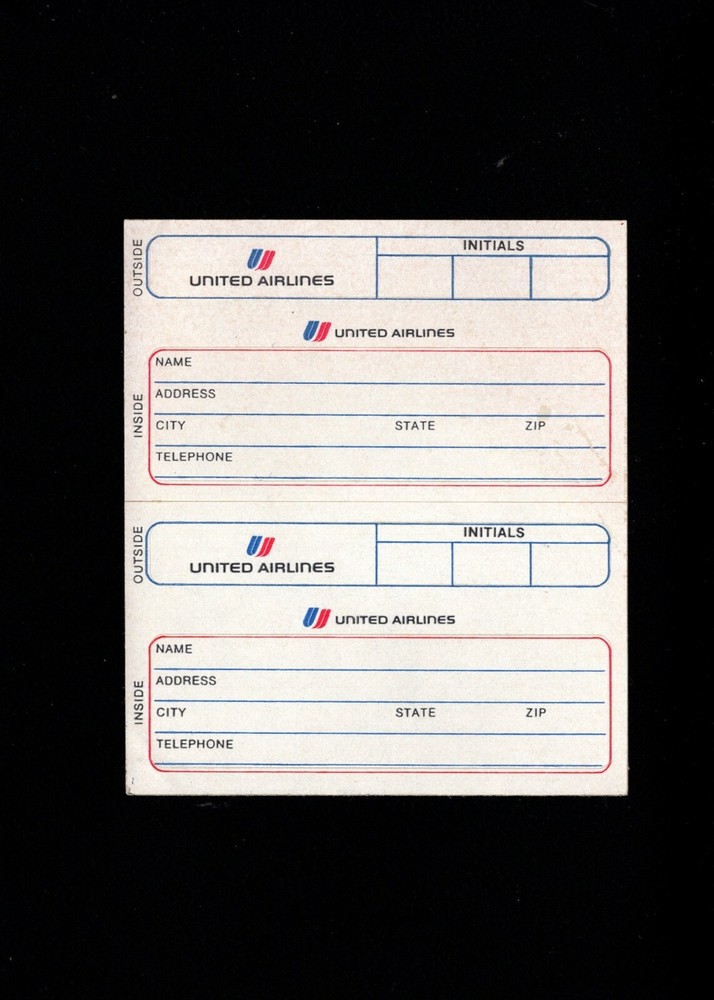 OUTSIDE
INITIALS
UNITED AIRLINES
UNITED AIRLINES
INSIDE
NAME
ADDRESS
CITY STATE ZIP
TELEPHONE
OUTSIDE
INITIALS
UNITED AIRLINES
UNITED AIRLINES
INSIDE
NAME
ADDRESS
CITY STATE ZIP
TELEPHONE